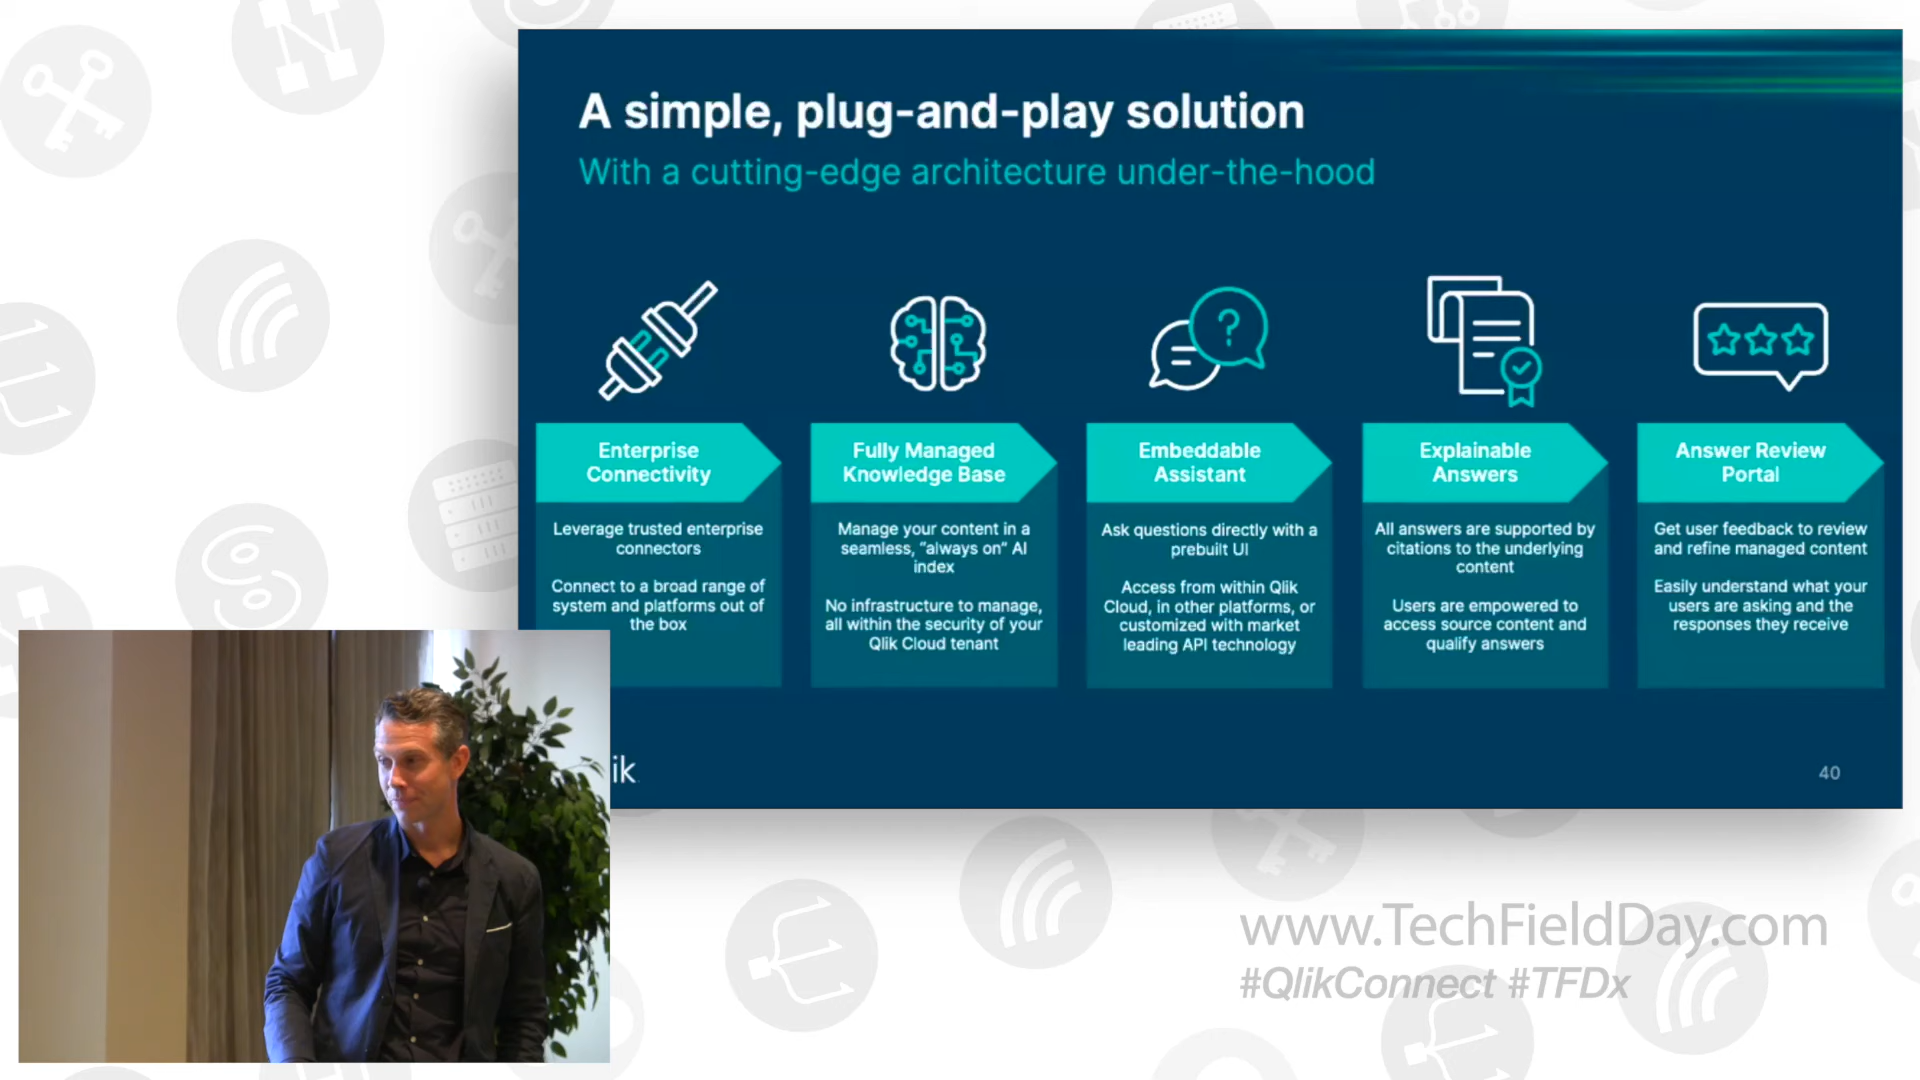 A simple, plug-and-play solution
With a cutting-edge architecture under-the-hood
Enterprise
Connectivity
Leverage trusted enterprise
connectors
Connect to a broad range of
system and platforms out of
the box
Fully Managed
Knowledge Base
Manage your content in a
seamless, “always on” AI
index
No infrastructure to manage,
all within the security of your
Qlik Cloud tenant
?
Embeddable
Assistant
Ask questions directly with a
prebuilt UI
Access from within Qlik
Cloud, in other platforms, or
customized with market
leading API technology
Explainable
Answers
All answers are supported by
citations to the underlying
content
Users are empowered to
access source content and
qualify answers
Answer Review
Portal
Get user feedback to review
and refine managed content
Easily understand what your
users are asking and the
responses they receive
ik
40
www.TechFieldDay.com
#QlikConnect #TFDx